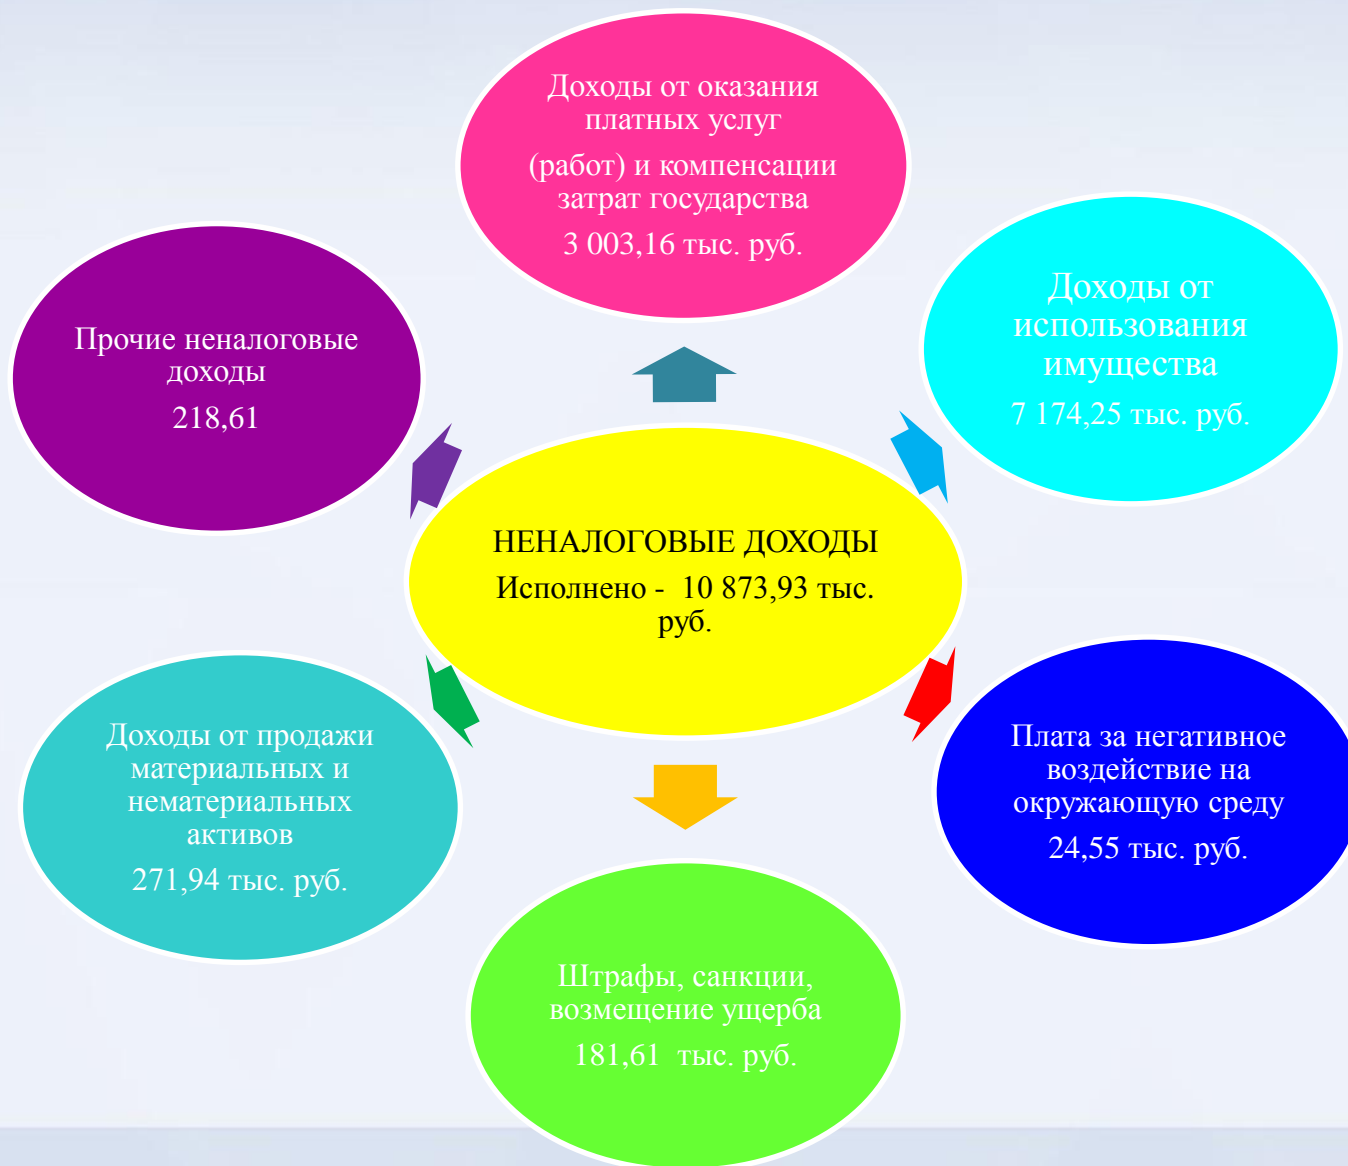 Доходы от оказания
платных услуг
(работ) и компенсации
затрат государства
3 003,16 тыс. руб.
Доходы от
использования
имущества
7 174,25 тыс. руб.
Прочие неналоговые
доходы
218,61
НЕНАЛОГОВЫЕ ДОХОДЫ
Исполнено - 10 873,93 тыс.
руб.
Доходы от продажи
материальных и
нематериальных
активов
271,94 тыс. руб.
Плата за негативное
воздействие на
окружающую среду
24,55 тыс. руб.
Штрафы, санкции,
возмещение ущерба
181,61 тыс. руб.